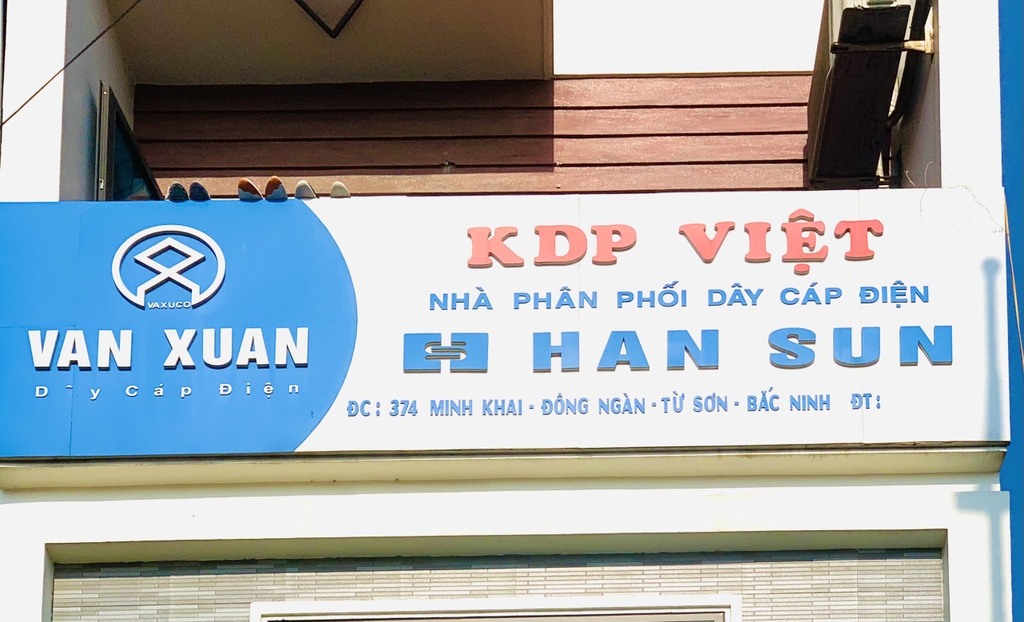 VAXUCO
VAN XUAN
D y Cáp Điện
KDP VIỆT
NHÀ PHÂN PHỐI DÂY CÁP ĐIỆN
HAN SUN
ĐC: 374 MINH KHAI - ĐÔNG NGÀN - TỪ SƠN - BẮC NINH ĐT: